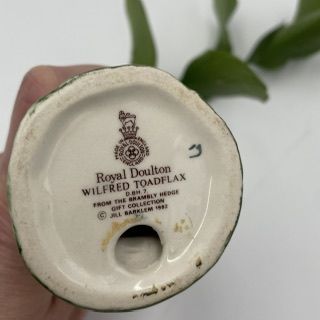 Royal Doulton
WILFRED TOADFLAX
D.BH.7.
FROM THE BRAMBLY HEDGE
GIFT COLLECTION
© JILL BARKLEM 1982